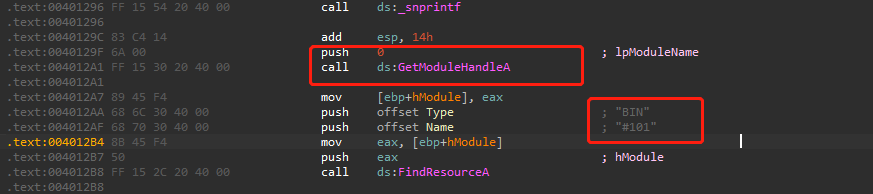 .text:00401296 FF 15 54 20 40 00 call ds:_snprintf
.text:00401296
.text:0040129C 83 C4 14 add esp, 14h
.text:0040129F 6A 00 push 0 ; lpModuleName
.text:004012A1 FF 15 30 20 40 00 call ds:GetModuleHandleA
.text:004012A1
.text:004012A7 89 45 F4 mov [ebp+hModule], eax
.text:004012AA 68 6C 30 40 00 push offset Type ; "BIN"
.text:004012AF 68 70 30 40 00 push offset Name ; "#101"
.text:004012B4 8B 45 F4 mov eax, [ebp+hModule]
.text:004012B7 50 push eax ; hModule
.text:004012B8 FF 15 2C 20 40 00 call ds:FindResourceA
.text:004012B8